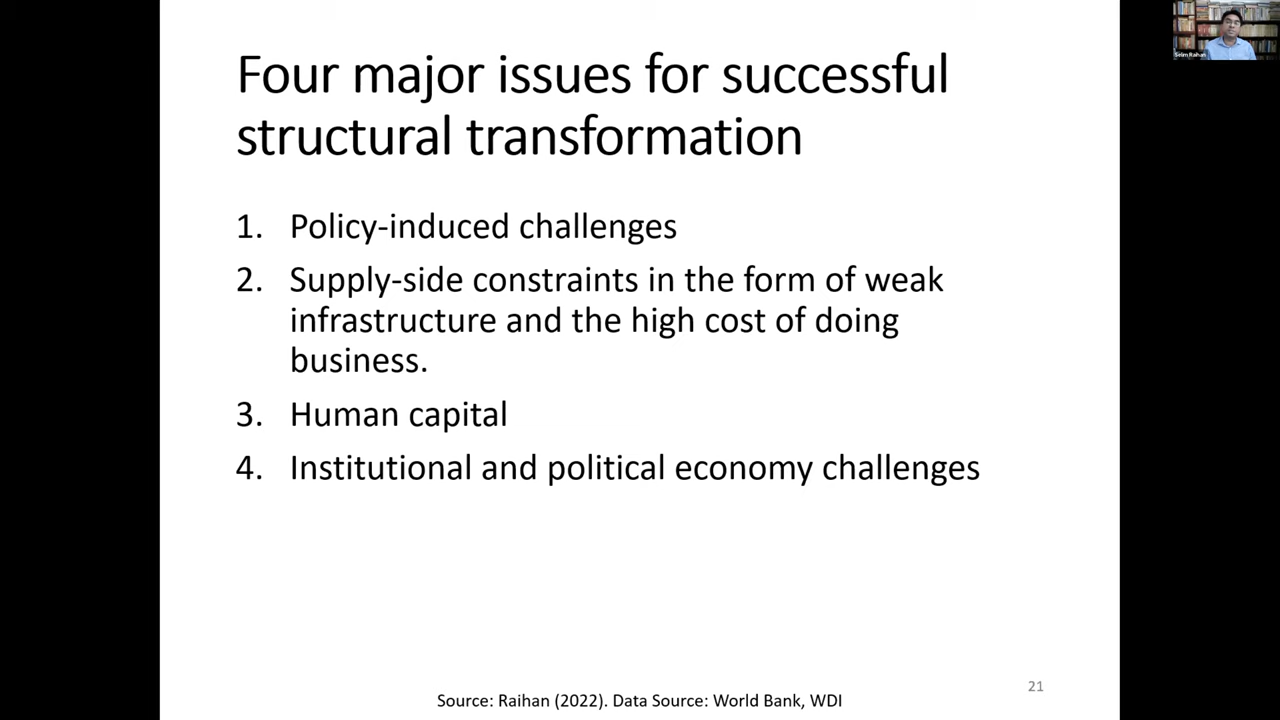 Selim Raihan
Four major issues for successful
structural transformation
1. Policy-induced challenges
2. Supply-side constraints in the form of weak
infrastructure and the high cost of doing
business.
3. Human capital
4. Institutional and political economy challenges
21
Source: Raihan (2022). Data Source: World Bank, WDI